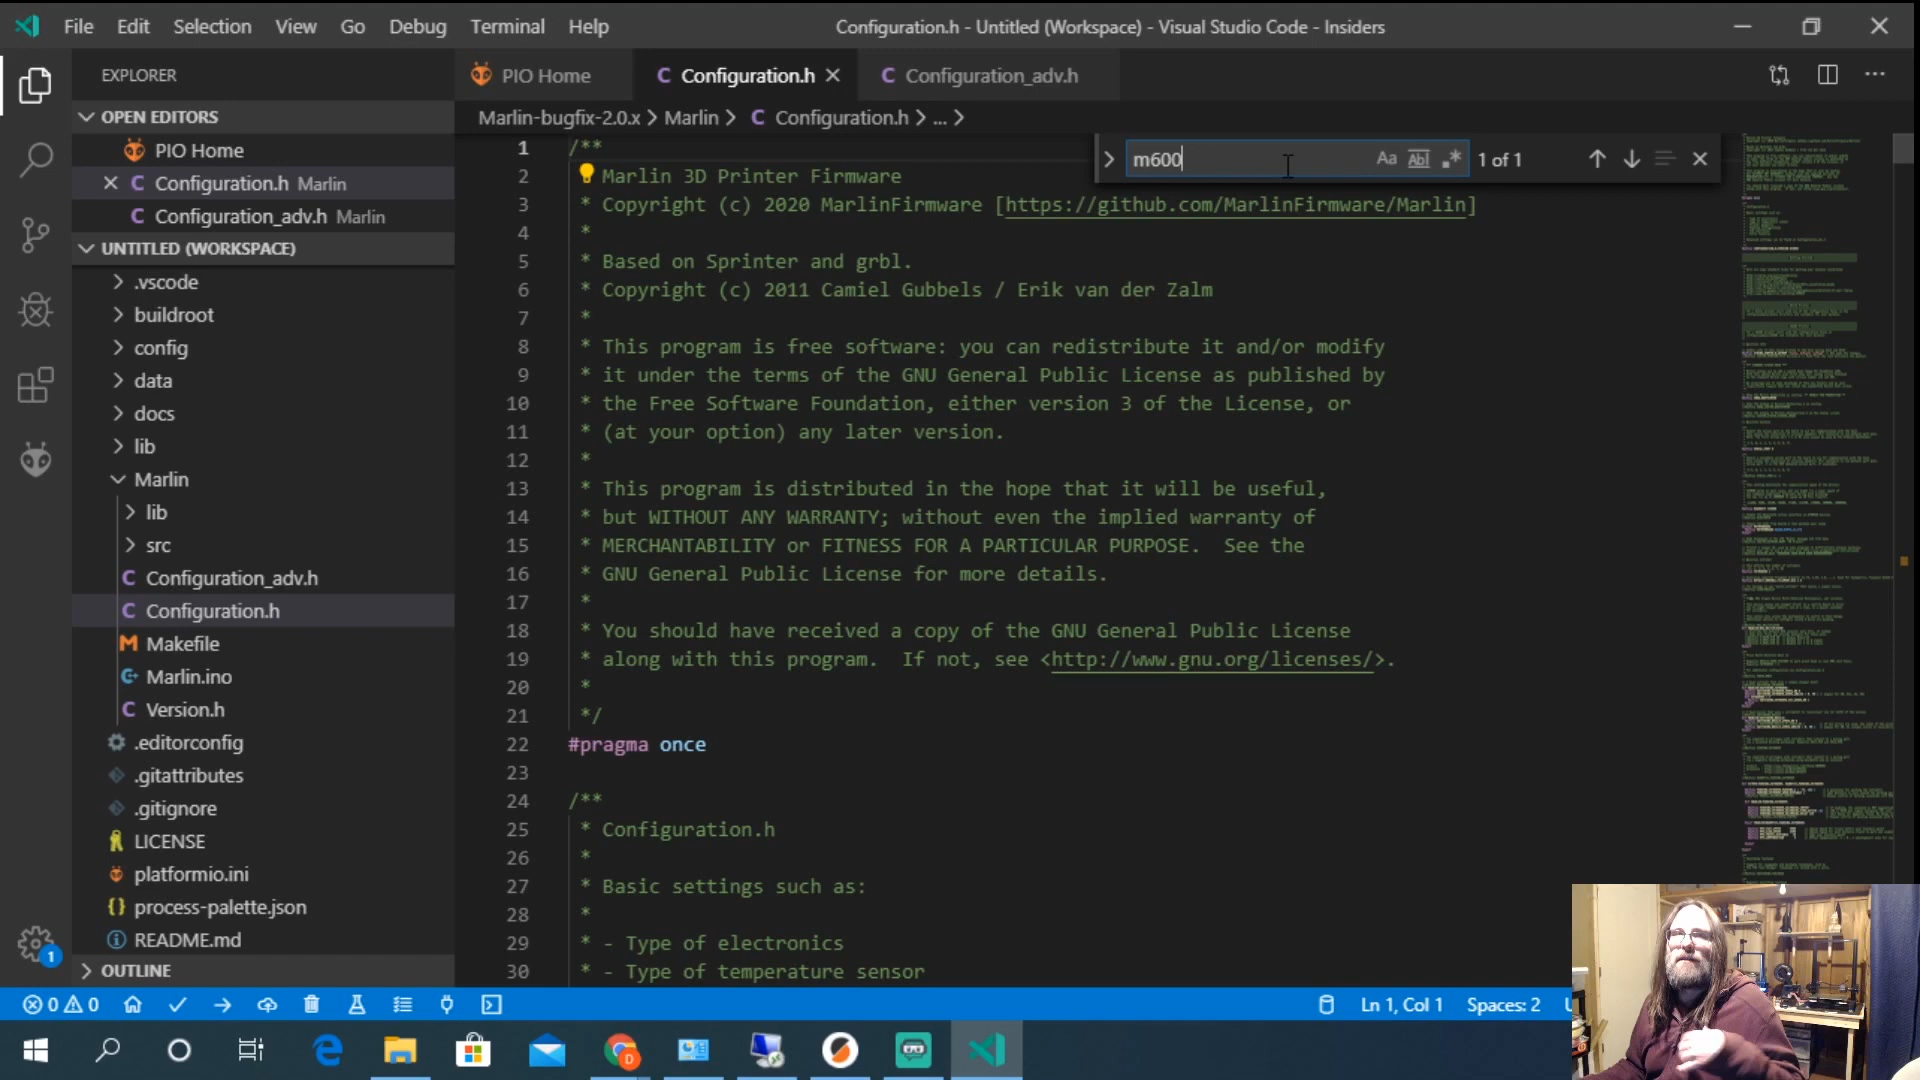 File Edit Selection View Go Debug Terminal Help
Configuration.h - Untitled (Workspace) - Visual Studio Code - Insiders
EXPLORER
OPEN EDITORS
PIO Home
Configuration.h Marlin
Configuration_adv.h Marlin
UNTITLED (WORKSPACE)
.vscode
buildroot
config
data
docs
lib
Marlin
lib
src
Configuration_adv.h
Configuration.h
Makefile
Marlin.ino
Version.h
.editorconfig
.gitattributes
.gitignore
LICENSE
platformio.ini
process-palette.json
README.md
OUTLINE
1
PIO Home
Configuration.h
Configuration_adv.h
Marlin-bugfix-2.0.x > Marlin > C Configuration.h > ... >
m600
Aa Abl .* 1 of 1
1 /**
2 Marlin 3D Printer Firmware
3 * Copyright (c) 2020 MarlinFirmware [https://github.com/MarlinFirmware/Marlin]
4 *
5 * Based on Sprinter and grbl.
6 * Copyright (c) 2011 Camiel Gubbels / Erik van der Zalm
7 *
8 * This program is free software: you can redistribute it and/or modify
9 * it under the terms of the GNU General Public License as published by
10 * the Free Software Foundation, either version 3 of the License, or
11 * (at your option) any later version.
12 *
13 * This program is distributed in the hope that it will be useful,
14 * but WITHOUT ANY WARRANTY; without even the implied warranty of
15 * MERCHANTABILITY or FITNESS FOR A PARTICULAR PURPOSE. See the
16 * GNU General Public License for more details.
17 *
18 * You should have received a copy of the GNU General Public License
19 * along with this program. If not, see <http://www.gnu.org/licenses/>.
20 *
21 */
22 #pragma once
23
24 /**
25 * Configuration.h
26 *
27 * Basic settings such as:
28 *
29 * - Type of electronics
30 * - Type of temperature sensor
0 0
Ln 1, Col 1 Spaces: 2